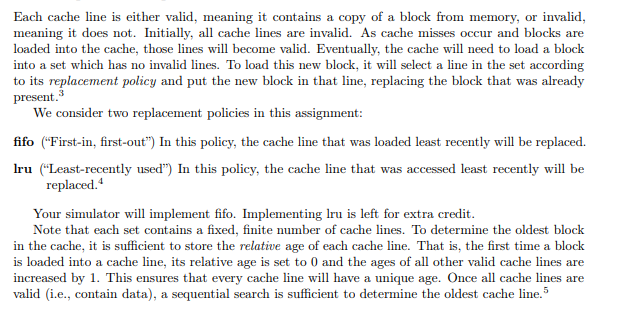 Each cache line is either valid, meaning it contains a copy of a block from memory, or invalid,
meaning it does not. Initially, all cache lines are invalid. As cache misses occur and blocks are
loaded into the cache, those lines will become valid. Eventually, the cache will need to load a block
into a set which has no invalid lines. To load this new block, it will select a line in the set according
to its replacement policy and put the new block in that line, replacing the block that was already
present.3
We consider two replacement policies in this assignment:
fifo (“First-in, first-out”) In this policy, the cache line that was loaded least recently will be replaced.
lru (“Least-recently used”) In this policy, the cache line that was accessed least recently will be
replaced.4
Your simulator will implement fifo. Implementing lru is left for extra credit.
Note that each set contains a fixed, finite number of cache lines. To determine the oldest block
in the cache, it is sufficient to store the relative age of each cache line. That is, the first time a block
is loaded into a cache line, its relative age is set to 0 and the ages of all other valid cache lines are
increased by 1. This ensures that every cache line will have a unique age. Once all cache lines are
valid (i.e., contain data), a sequential search is sufficient to determine the oldest cache line.5